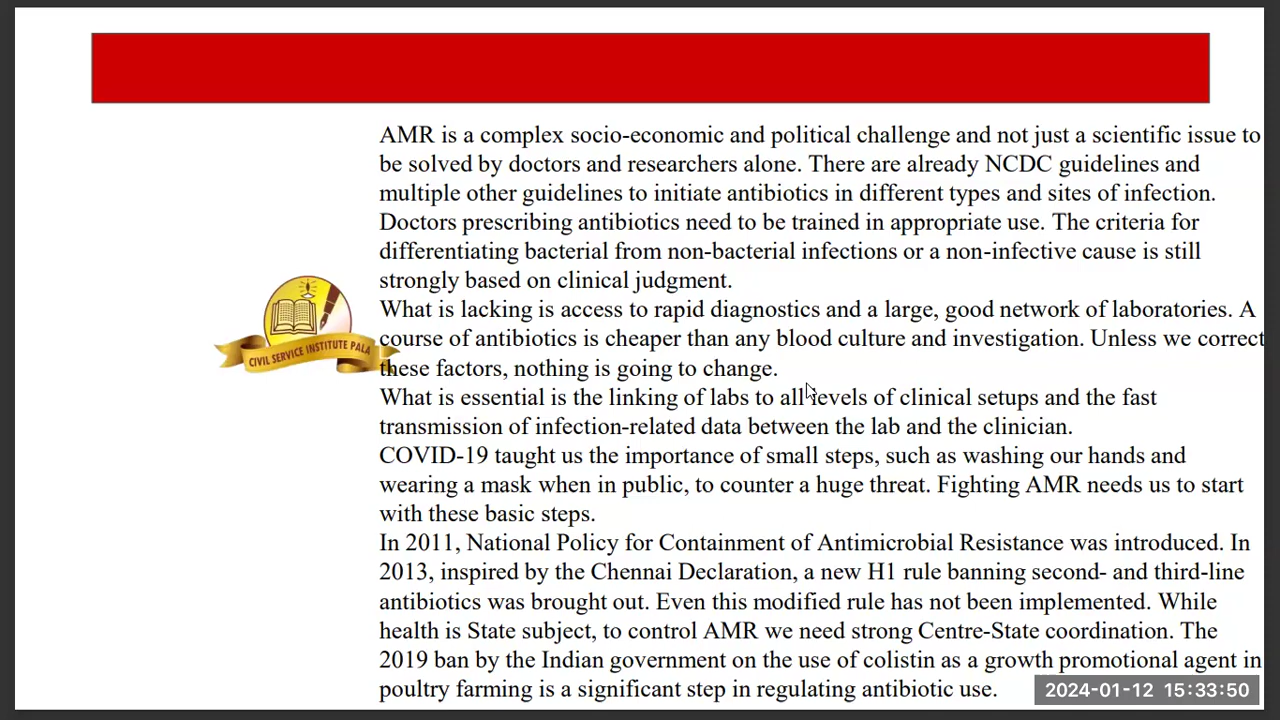 AMR is a complex socio-economic and political challenge and not just a scientific issue to
be solved by doctors and researchers alone. There are already NCDC guidelines and
multiple other guidelines to initiate antibiotics in different types and sites of infection.
Doctors prescribing antibiotics need to be trained in appropriate use. The criteria for
differentiating bacterial from non-bacterial infections or a non-infective cause is still
strongly based on clinical judgment.
What is lacking is access to rapid diagnostics and a large, good network of laboratories. A
course of antibiotics is cheaper than any blood culture and investigation. Unless we correct
these factors, nothing is going to change.
What is essential is the linking of labs to all levels of clinical setups and the fast
transmission of infection-related data between the lab and the clinician.
COVID-19 taught us the importance of small steps, such as washing our hands and
wearing a mask when in public, to counter a huge threat. Fighting AMR needs us to start
with these basic steps.
In 2011, National Policy for Containment of Antimicrobial Resistance was introduced. In
2013, inspired by the Chennai Declaration, a new H1 rule banning second- and third-line
antibiotics was brought out. Even this modified rule has not been implemented. While
health is State subject, to control AMR we need strong Centre-State coordination. The
2019 ban by the Indian government on the use of colistin as a growth promotional agent in
poultry farming is a significant step in regulating antibiotic use.
CIVIL SERVICE INSTITUTE PALA
2024-01-12 15:33:50